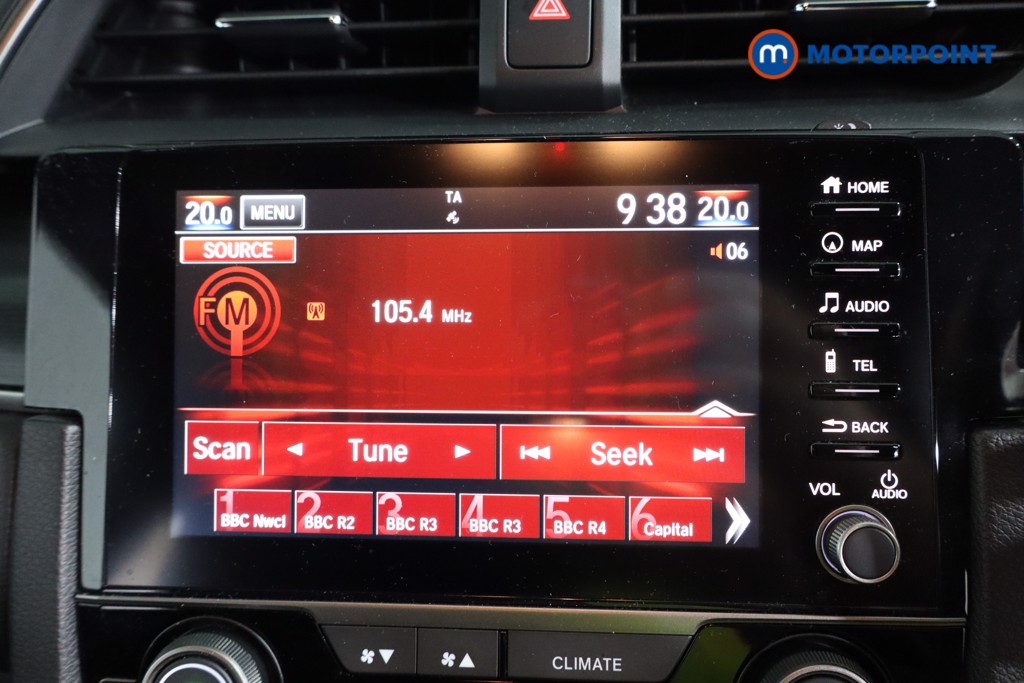 m MOTORPOINT
HOME
20.0 MENU TA 9 38 20.0
SOURCE 06
MAP
FM 105.4 MHz
AUDIO
TEL
BACK
Scan Tune Seek
VOL AUDIO
1 BBC Nwcl 2 BBC R2 3 BBC R3 4 BBC R3 5 BBC R4 6 Capital
CLIMATE